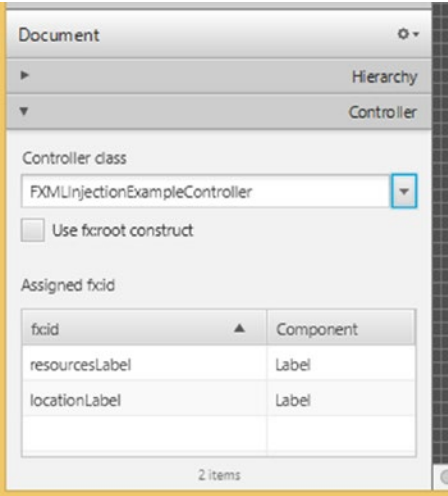 Document
Hierarchy
Controller
Controller class
FXMLInjectionExampleController
Use fx:root construct
Assigned fx:id
fx:id Component
resourcesLabel Label
locationLabel Label
2 items